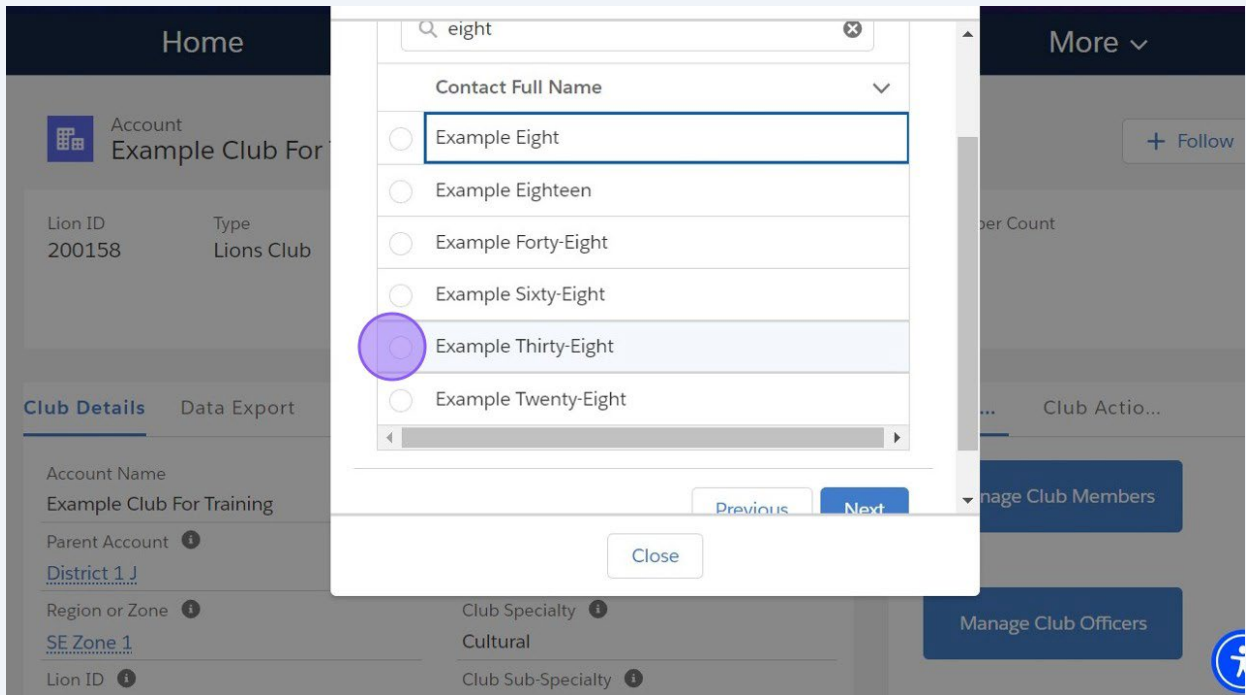 Home
More
eight
Contact Full Name
Example Eight
Example Eighteen
Example Forty-Eight
Example Sixty-Eight
Example Thirty-Eight
Example Twenty-Eight
Previous
Next
Close
Account
Example Club For
+ Follow
Lion ID
200158
Type
Lions Club
Count
Club Details
Data Export
...
Club Actio...
Account Name
Example Club For Training
Parent Account
District 1 J
Region or Zone
SE Zone 1
Lion ID
Club Specialty
Cultural
Club Sub-Specialty
Club Members
Manage Club Officers